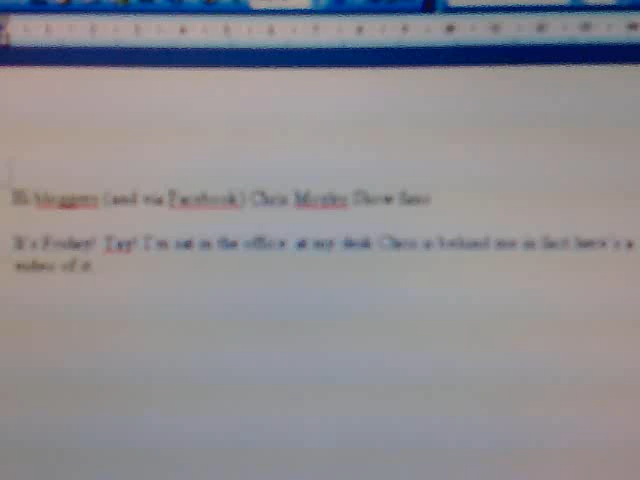 Hi bloggers (and via Facebook) Chris Moyles Show fans
It's Friday! Yay! I'm sat in the office at my desk Chris is behind me in fact here's a
video of it